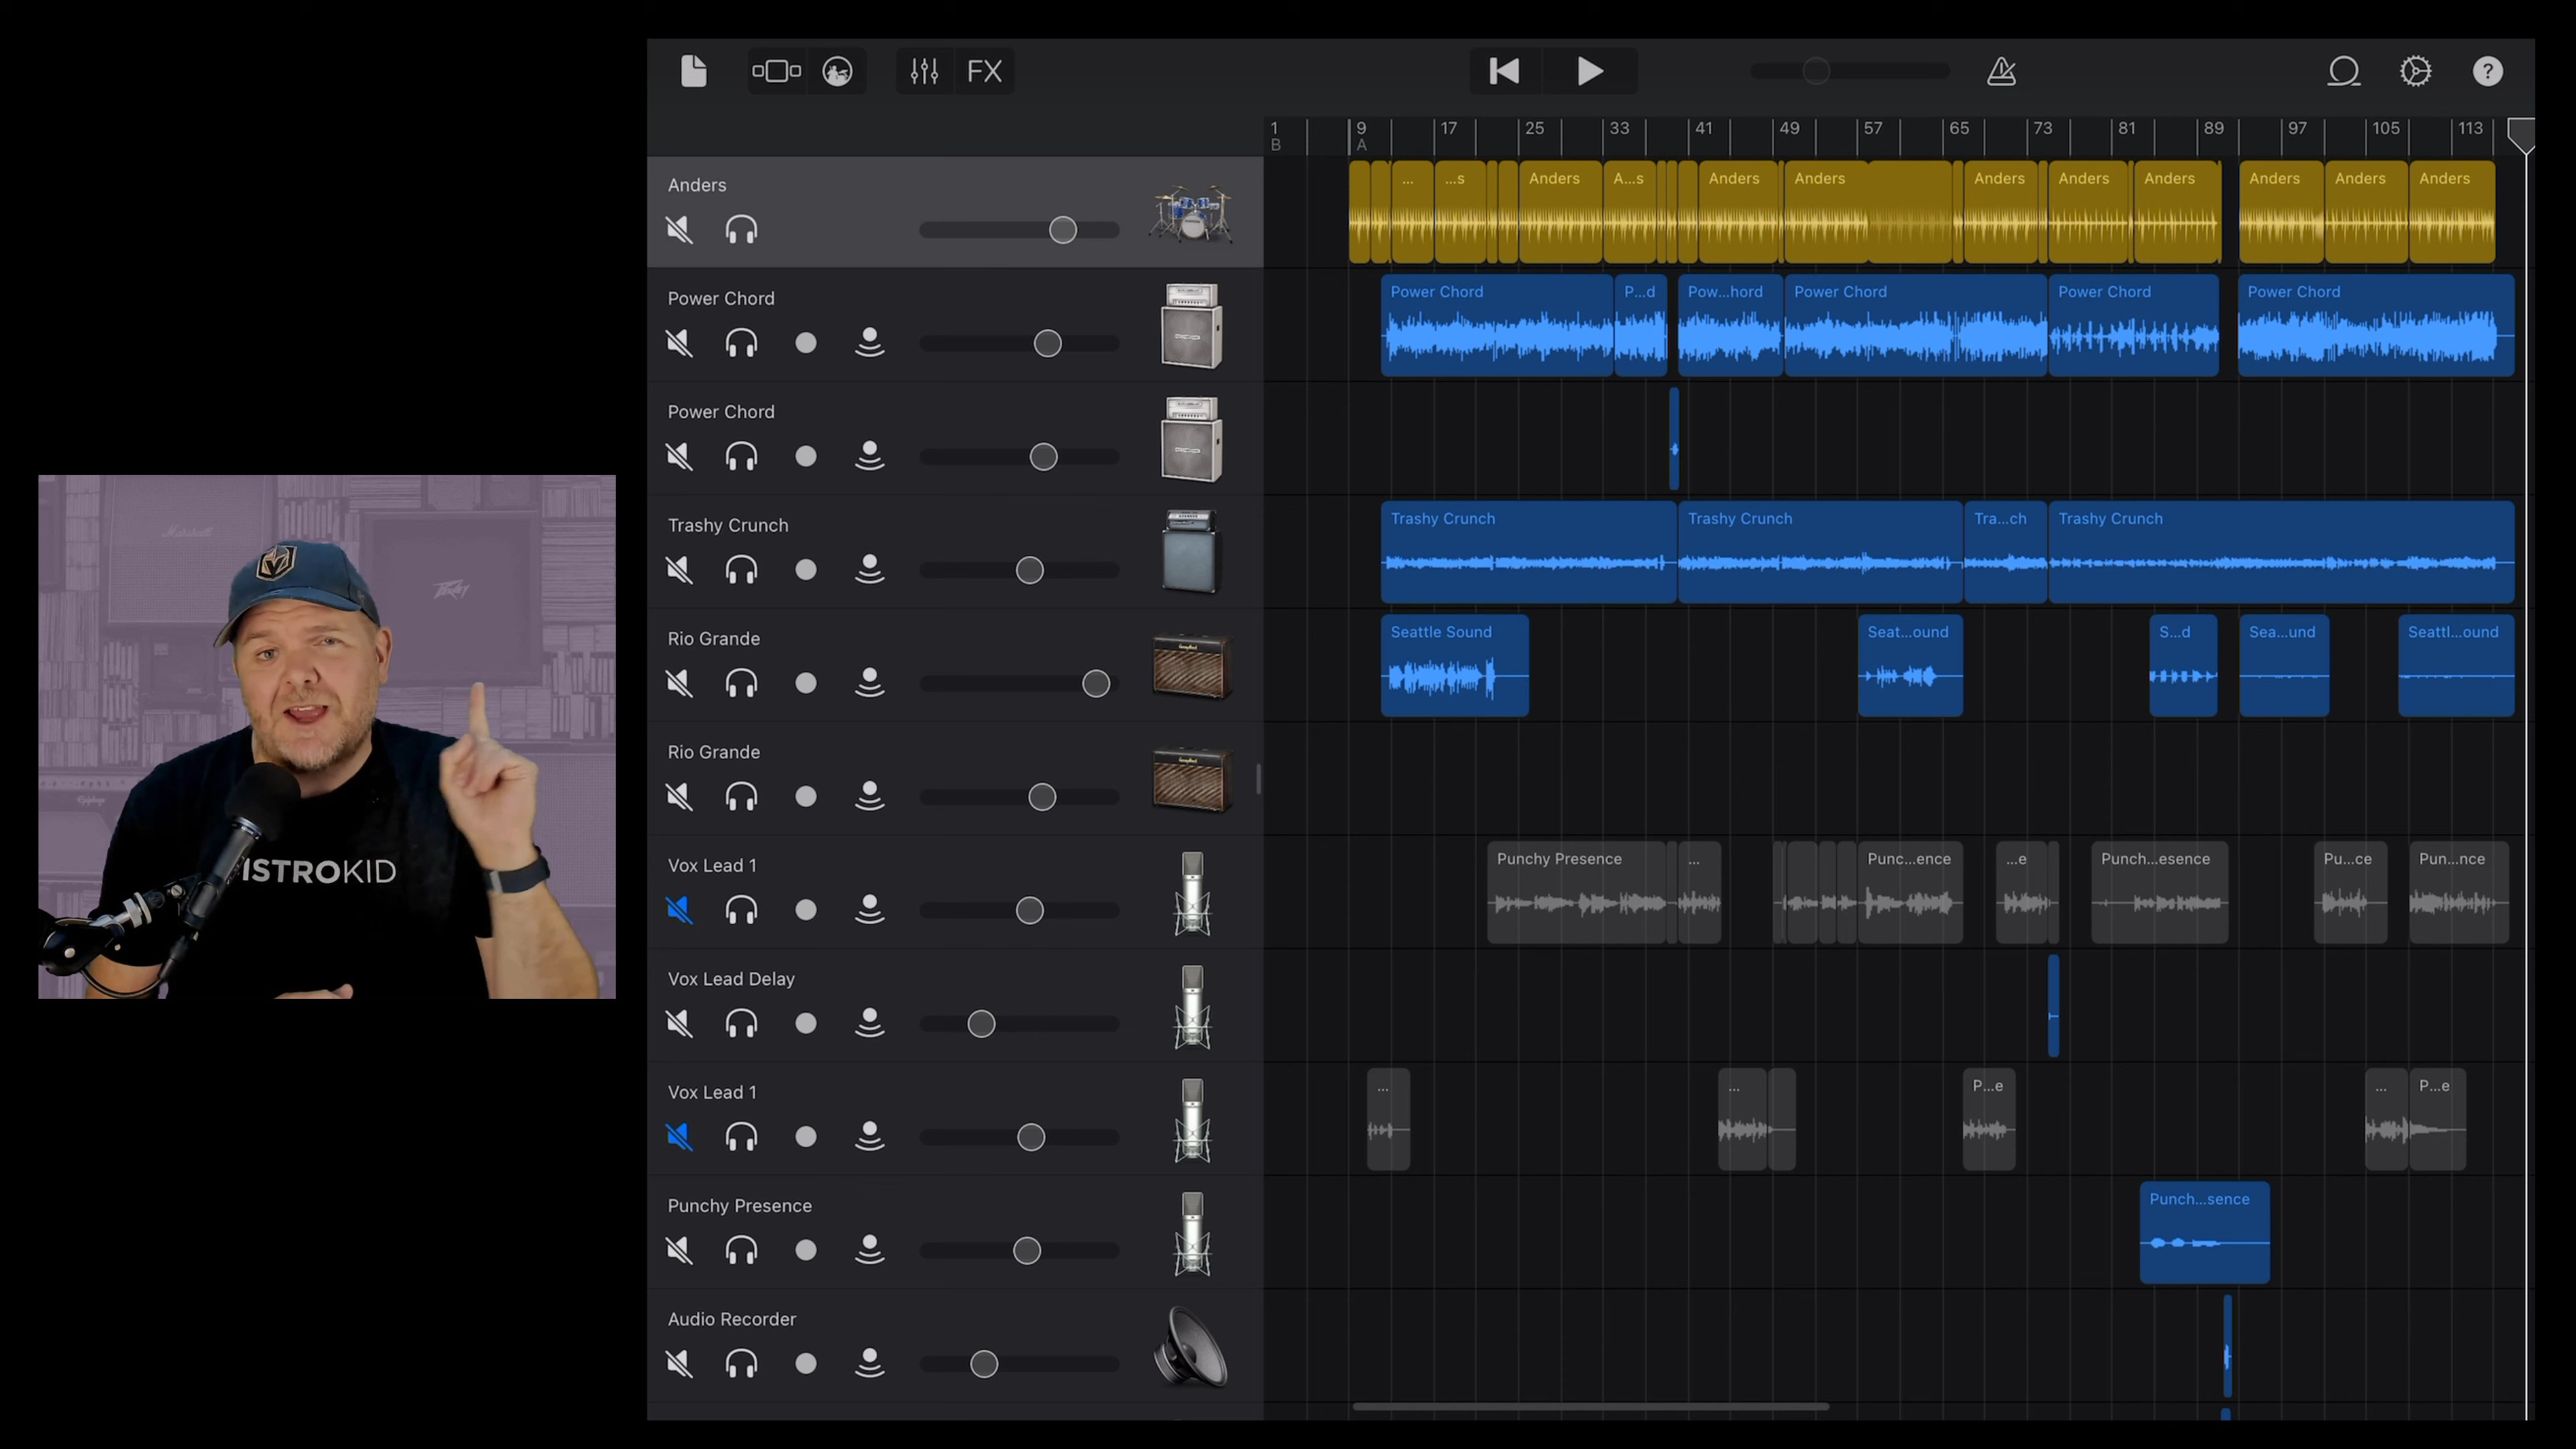 FX
1 9 17 25 33 41 49 57 65 73 81 89 97 105 113
B A
Anders
... ...s Anders A...s Anders Anders Anders Anders Anders Anders Anders Anders
Power Chord
Power Chord P...d Pow...hord Power Chord Power Chord Power Chord
Power Chord
Trashy Crunch
Trashy Crunch Trashy Crunch Tra...ch Trashy Crunch
Rio Grande
Seattle Sound Seat...ound S...d Sea...und Seattl...ound
Rio Grande
Vox Lead 1
Punchy Presence ... Punc...ence ...e Punch...esence Pu...ce Pun...nce
Vox Lead Delay
Vox Lead 1
... ... P...e ... P...e
Punchy Presence
Punch...sence
Audio Recorder
Marshall
PEAVEY
Epiphone
ISTROKID
?